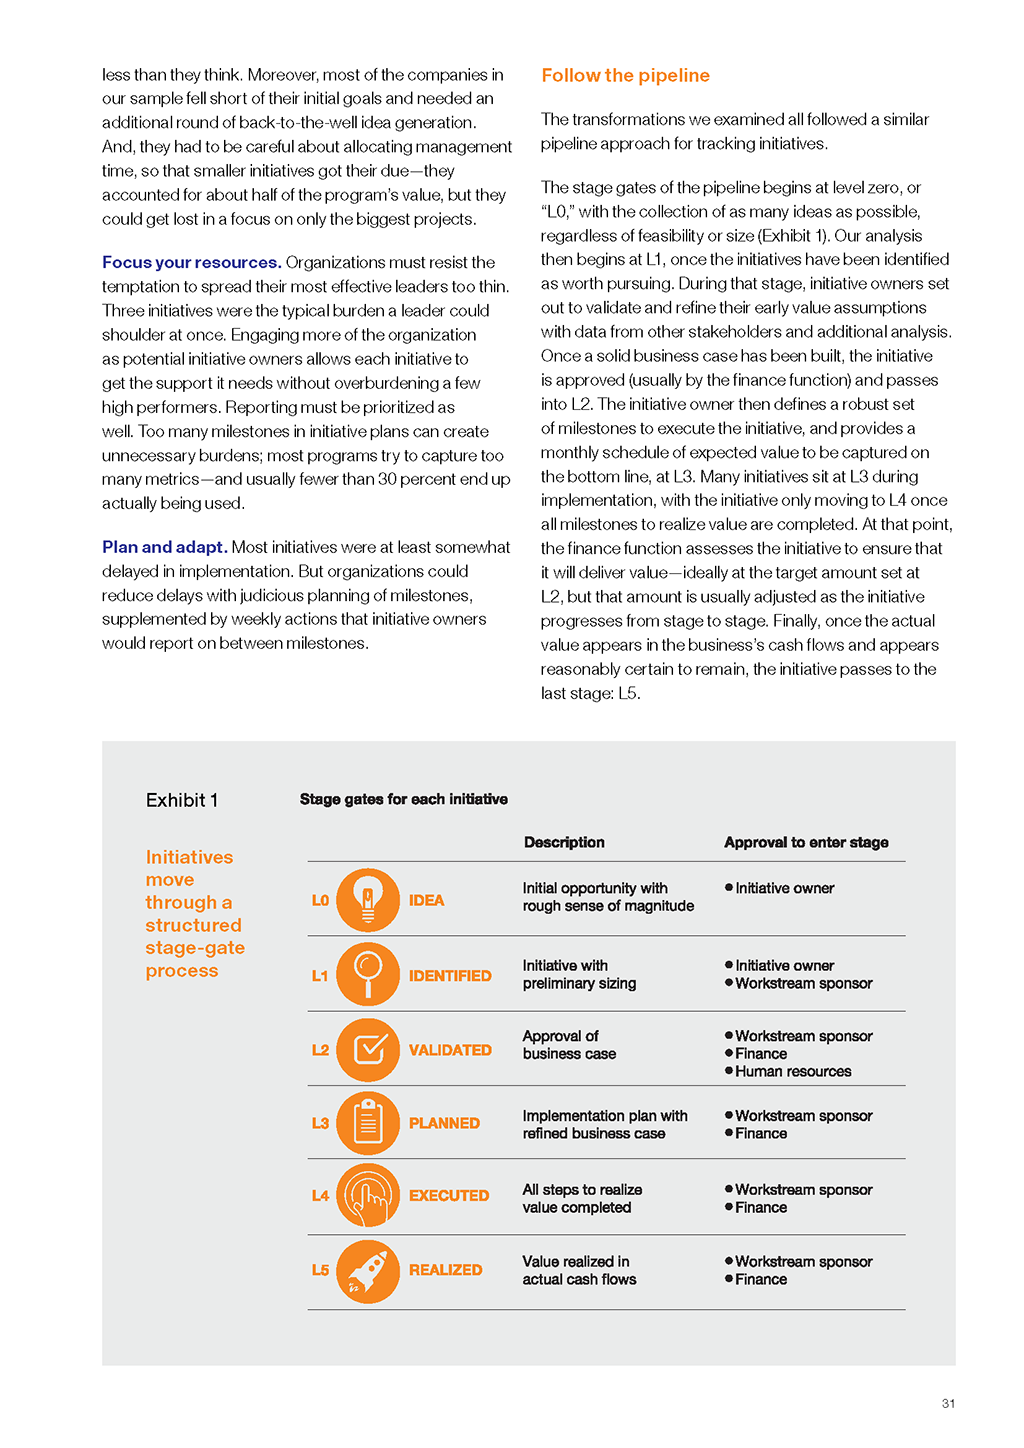 less than they think. Moreover, most of the companies in
our sample fell short of their initial goals and needed an
additional round of back-to-the-well idea generation.
And, they had to be careful about allocating management
time, so that smaller initiatives got their due—they
accounted for about half of the program’s value, but they
could get lost in a focus on only the biggest projects.
Focus your resources. Organizations must resist the
temptation to spread their most effective leaders too thin.
Three initiatives were the typical burden a leader could
shoulder at once. Engaging more of the organization
as potential initiative owners allows each initiative to
get the support it needs without overburdening a few
high performers. Reporting must be prioritized as
well. Too many milestones in initiative plans can create
unnecessary burdens; most programs try to capture too
many metrics—and usually fewer than 30 percent end up
actually being used.
Plan and adapt. Most initiatives were at least somewhat
delayed in implementation. But organizations could
reduce delays with judicious planning of milestones,
supplemented by weekly actions that initiative owners
would report on between milestones.
Follow the pipeline
The transformations we examined all followed a similar
pipeline approach for tracking initiatives.
The stage gates of the pipeline begins at level zero, or
“L0,” with the collection of as many ideas as possible,
regardless of feasibility or size (Exhibit 1). Our analysis
then begins at L1, once the initiatives have been identified
as worth pursuing. During that stage, initiative owners set
out to validate and refine their early value assumptions
with data from other stakeholders and additional analysis.
Once a solid business case has been built, the initiative
is approved (usually by the finance function) and passes
into L2. The initiative owner then defines a robust set
of milestones to execute the initiative, and provides a
monthly schedule of expected value to be captured on
the bottom line, at L3. Many initiatives sit at L3 during
implementation, with the initiative only moving to L4 once
all milestones to realize value are completed. At that point,
the finance function assesses the initiative to ensure that
it will deliver value—ideally at the target amount set at
L2, but that amount is usually adjusted as the initiative
progresses from stage to stage. Finally, once the actual
value appears in the business’s cash flows and appears
reasonably certain to remain, the initiative passes to the
last stage: L5.
Exhibit 1
Initiatives
move
through a
structured
stage-gate
process
Stage gates for each initiative
Description
Approval to enter stage
L0 IDEA
Initial opportunity with
rough sense of magnitude
● Initiative owner
L1 IDENTIFIED
Initiative with
preliminary sizing
● Initiative owner
● Workstream sponsor
L2 VALIDATED
Approval of
business case
● Workstream sponsor
● Finance
● Human resources
L3 PLANNED
Implementation plan with
refined business case
● Workstream sponsor
● Finance
L4 EXECUTED
All steps to realize
value completed
● Workstream sponsor
● Finance
L5 REALIZED
Value realized in
actual cash flows
● Workstream sponsor
● Finance
31